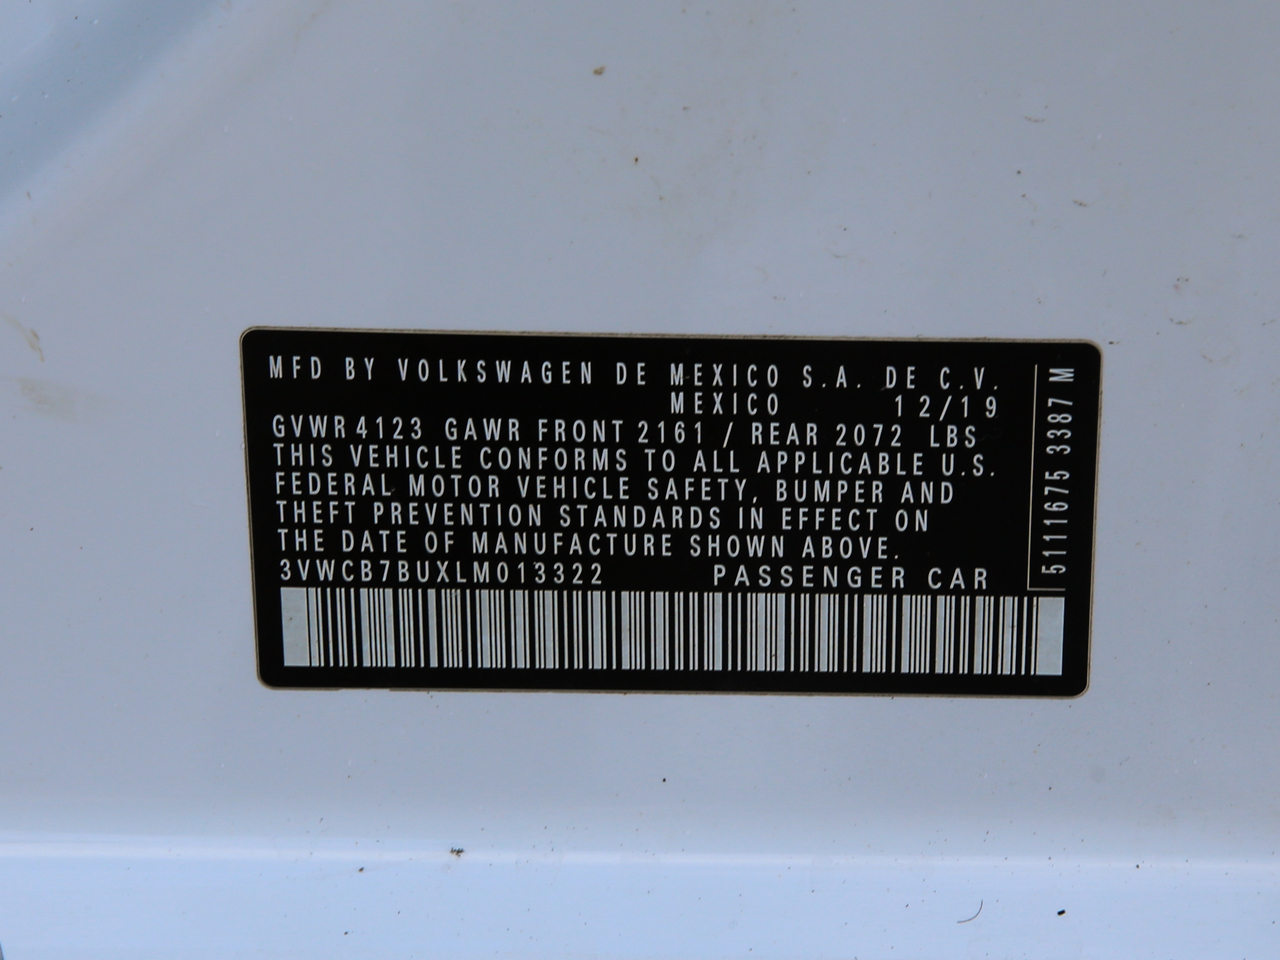 MFD BY VOLKSWAGEN DE MEXICO S.A. DE C.V.
MEXICO 12/19
GVWR 4123 GAWR FRONT 2161 / REAR 2072 LBS
THIS VEHICLE CONFORMS TO ALL APPLICABLE U.S.
FEDERAL MOTOR VEHICLE SAFETY, BUMPER AND
THEFT PREVENTION STANDARDS IN EFFECT ON
THE DATE OF MANUFACTURE SHOWN ABOVE.
3VWCB7BUXLM013322 PASSENGER CAR
5111675 3387 M